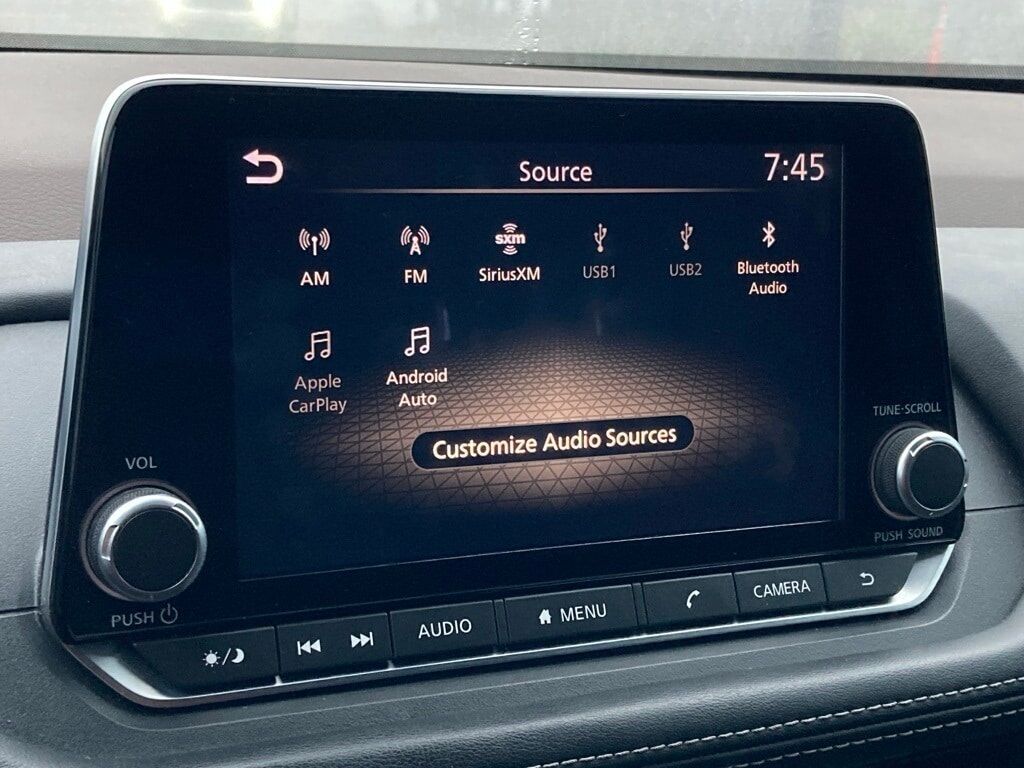 Source
7:45
AM
FM
sxm
SiriusXM
USB1
USB2
Bluetooth
Audio
Apple
CarPlay
Android
Auto
Customize Audio Sources
VOL
PUSH
TUNE·SCROLL
PUSH SOUND
AUDIO
MENU
CAMERA